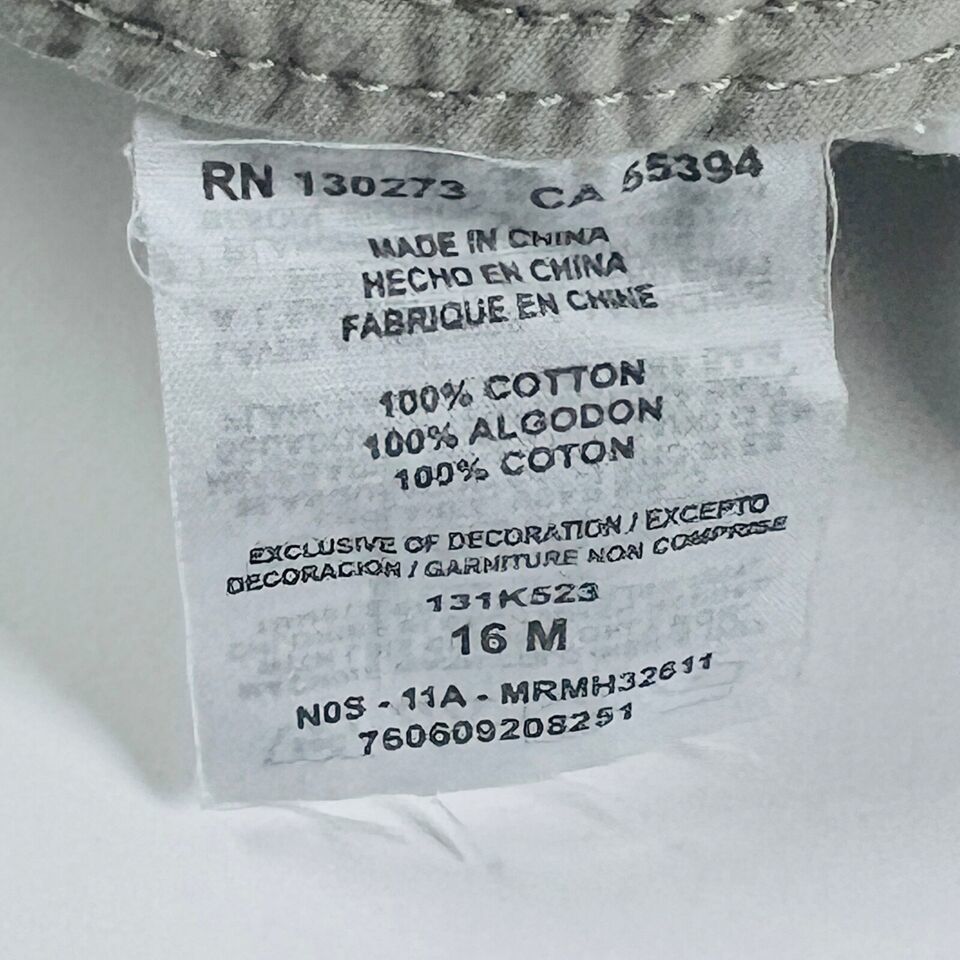 RN 130273 CA 55394
MADE IN CHINA
HECHO EN CHINA
FABRIQUE EN CHINE
100% COTTON
100% ALGODON
100% COTON
EXCLUSIVE OF DECORATION / EXCEPTO
DECORACION / GARNITURE NON COMPRISE
131K523
16 M
N0S - 11A - MRMH32611
760609208251